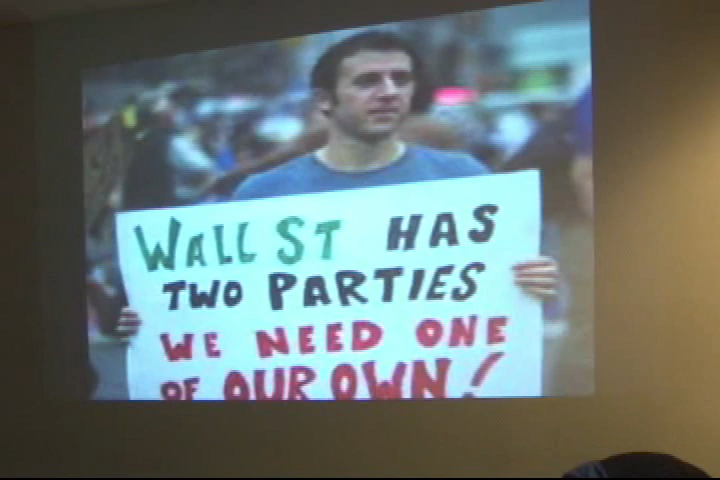 WALL ST HAS
TWO PARTIES
WE NEED ONE
OF OUR OWN!